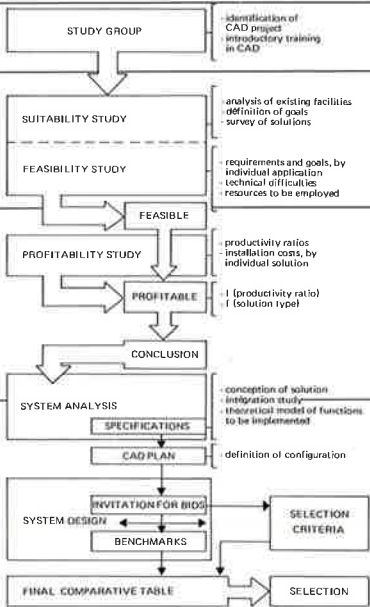 STUDY GROUP
- identification of
CAD project
- introductory training
in CAD
SUITABILITY STUDY
- analysis of existing facilities
- definition of goals
- survey of solutions
FEASIBILITY STUDY
- requirements and goals, by
individual application
- technical difficulties
- resources to be employed
FEASIBLE
PROFITABILITY STUDY
- productivity ratios
- installation costs, by
individual solution
PROFITABLE
- f (productivity ratio)
- f (solution type)
CONCLUSION
SYSTEM ANALYSIS
- conception of solution
- integration study
- theoretical model of functions
to be implemented
SPECIFICATIONS
CAD PLAN
- definition of configuration
INVITATION FOR BIDS
SYSTEM DESIGN
BENCHMARKS
SELECTION
CRITERIA
FINAL COMPARATIVE TABLE
SELECTION